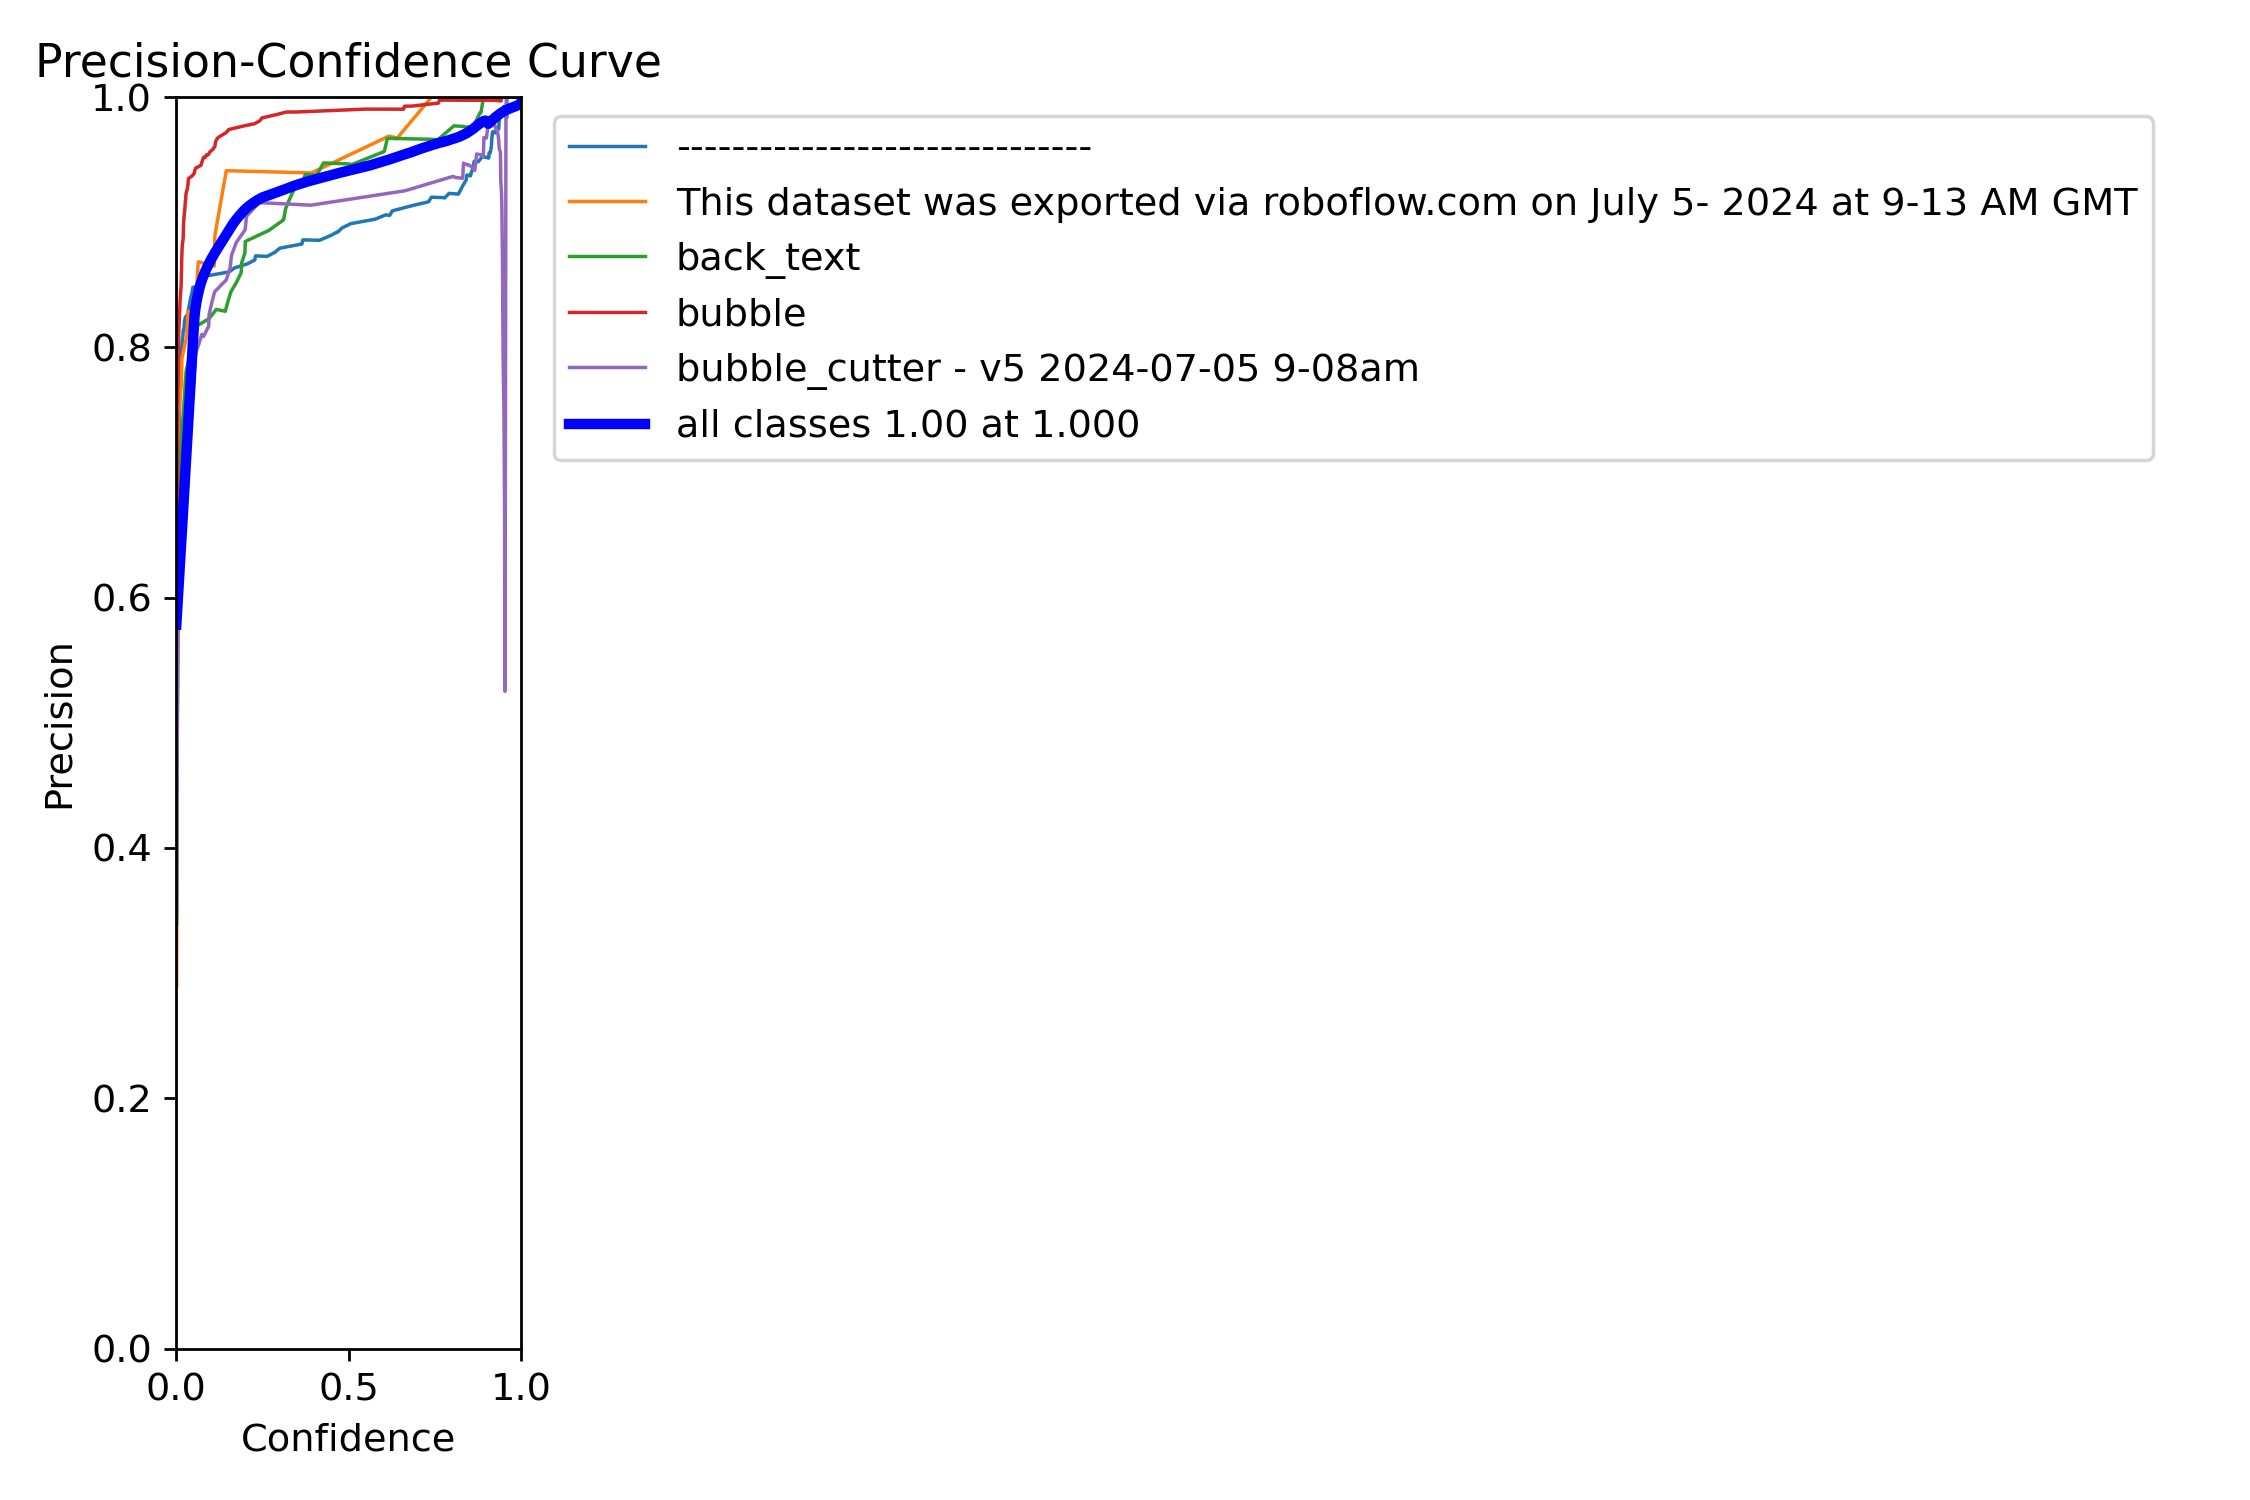 Precision-Confidence Curve
1.0
0.8
0.6
0.4
0.2
0.0
Precision
0.0 0.5 1.0
Confidence
------------------------------
This dataset was exported via roboflow.com on July 5- 2024 at 9-13 AM GMT
back_text
bubble
bubble_cutter - v5 2024-07-05 9-08am
all classes 1.00 at 1.000